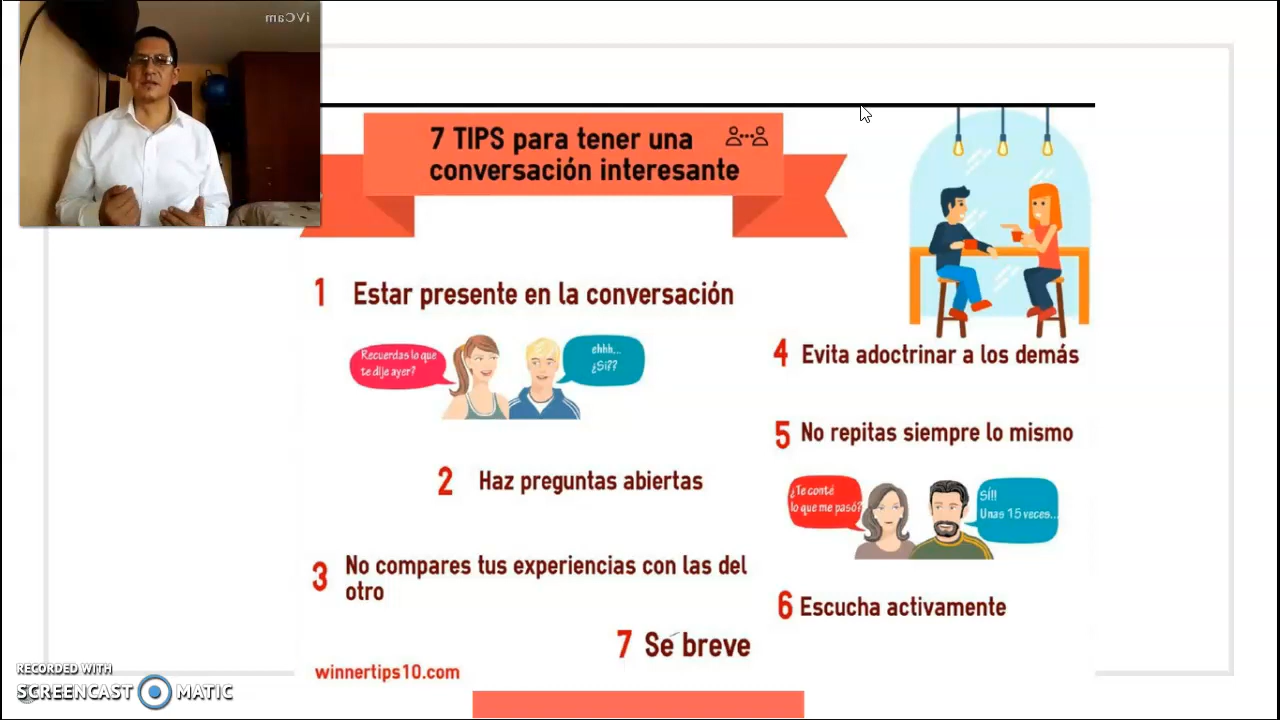 iVCam
7 TIPS para tener una
conversación interesante
1 Estar presente en la conversación
Recuerdas lo que
te dije ayer?
ehhh...
¿Si??
2 Haz preguntas abiertas
3 No compares tus experiencias con las del
otro
4 Evita adoctrinar a los demás
5 No repitas siempre lo mismo
¿Te conté
lo que me pasó?
SÍ!!
Unas 15 veces...
6 Escucha activamente
7 Sé breve
winnertips10.com
RECORDED WITH
SCREENCAST MATIC